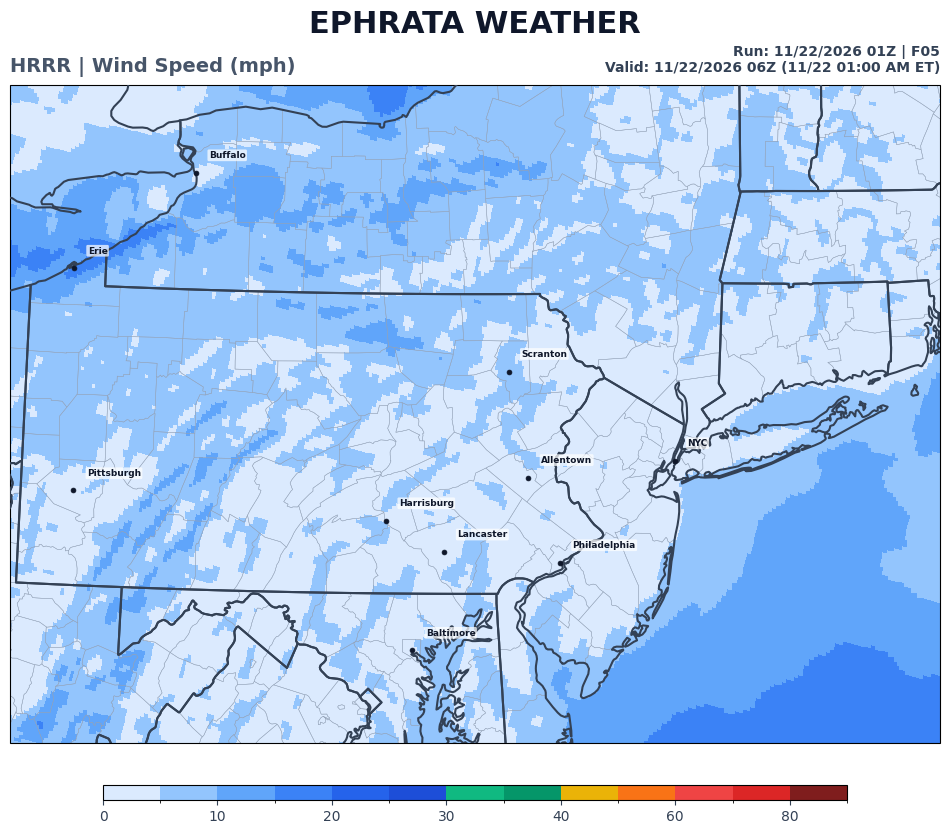 EPHRATA WEATHER
HRRR | Wind Speed (mph)
Run: 11/22/2026 01Z | F05
Valid: 11/22/2026 06Z (11/22 01:00 AM ET)
Buffalo
Erie
Scranton
NYC
Allentown
Pittsburgh
Harrisburg
Lancaster
Philadelphia
Baltimore
0 10 20 30 40 60 80